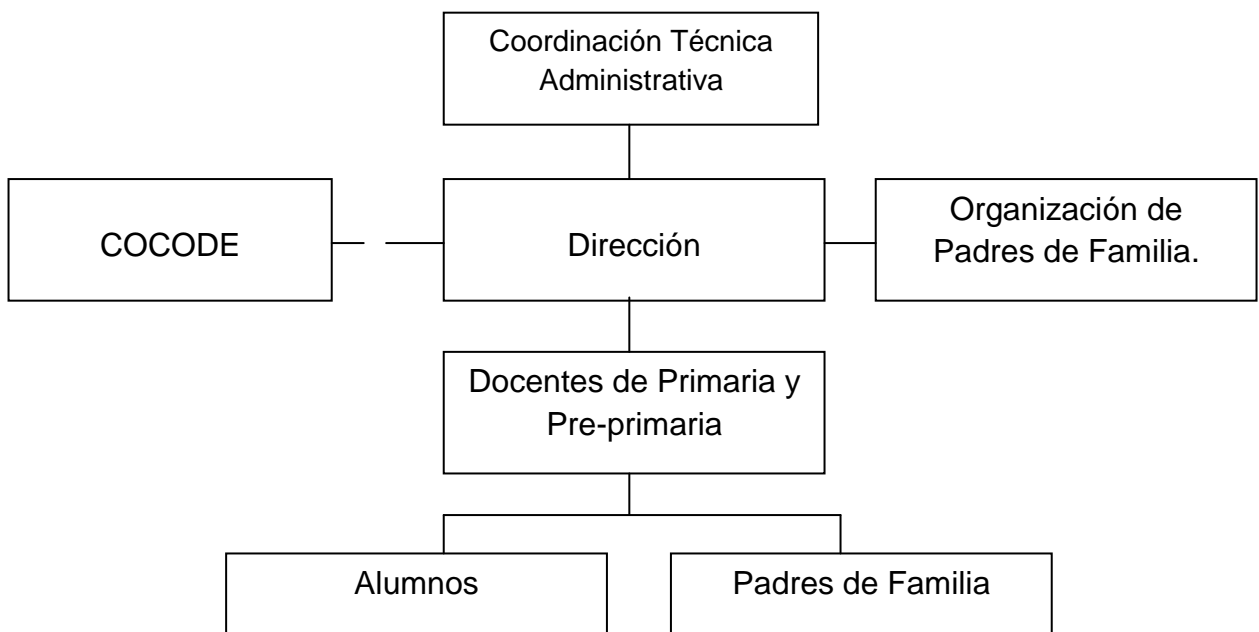 Coordinación Técnica
Administrativa
COCODE
Dirección
Organización de
Padres de Familia.
Docentes de Primaria y
Pre-primaria
Alumnos
Padres de Familia